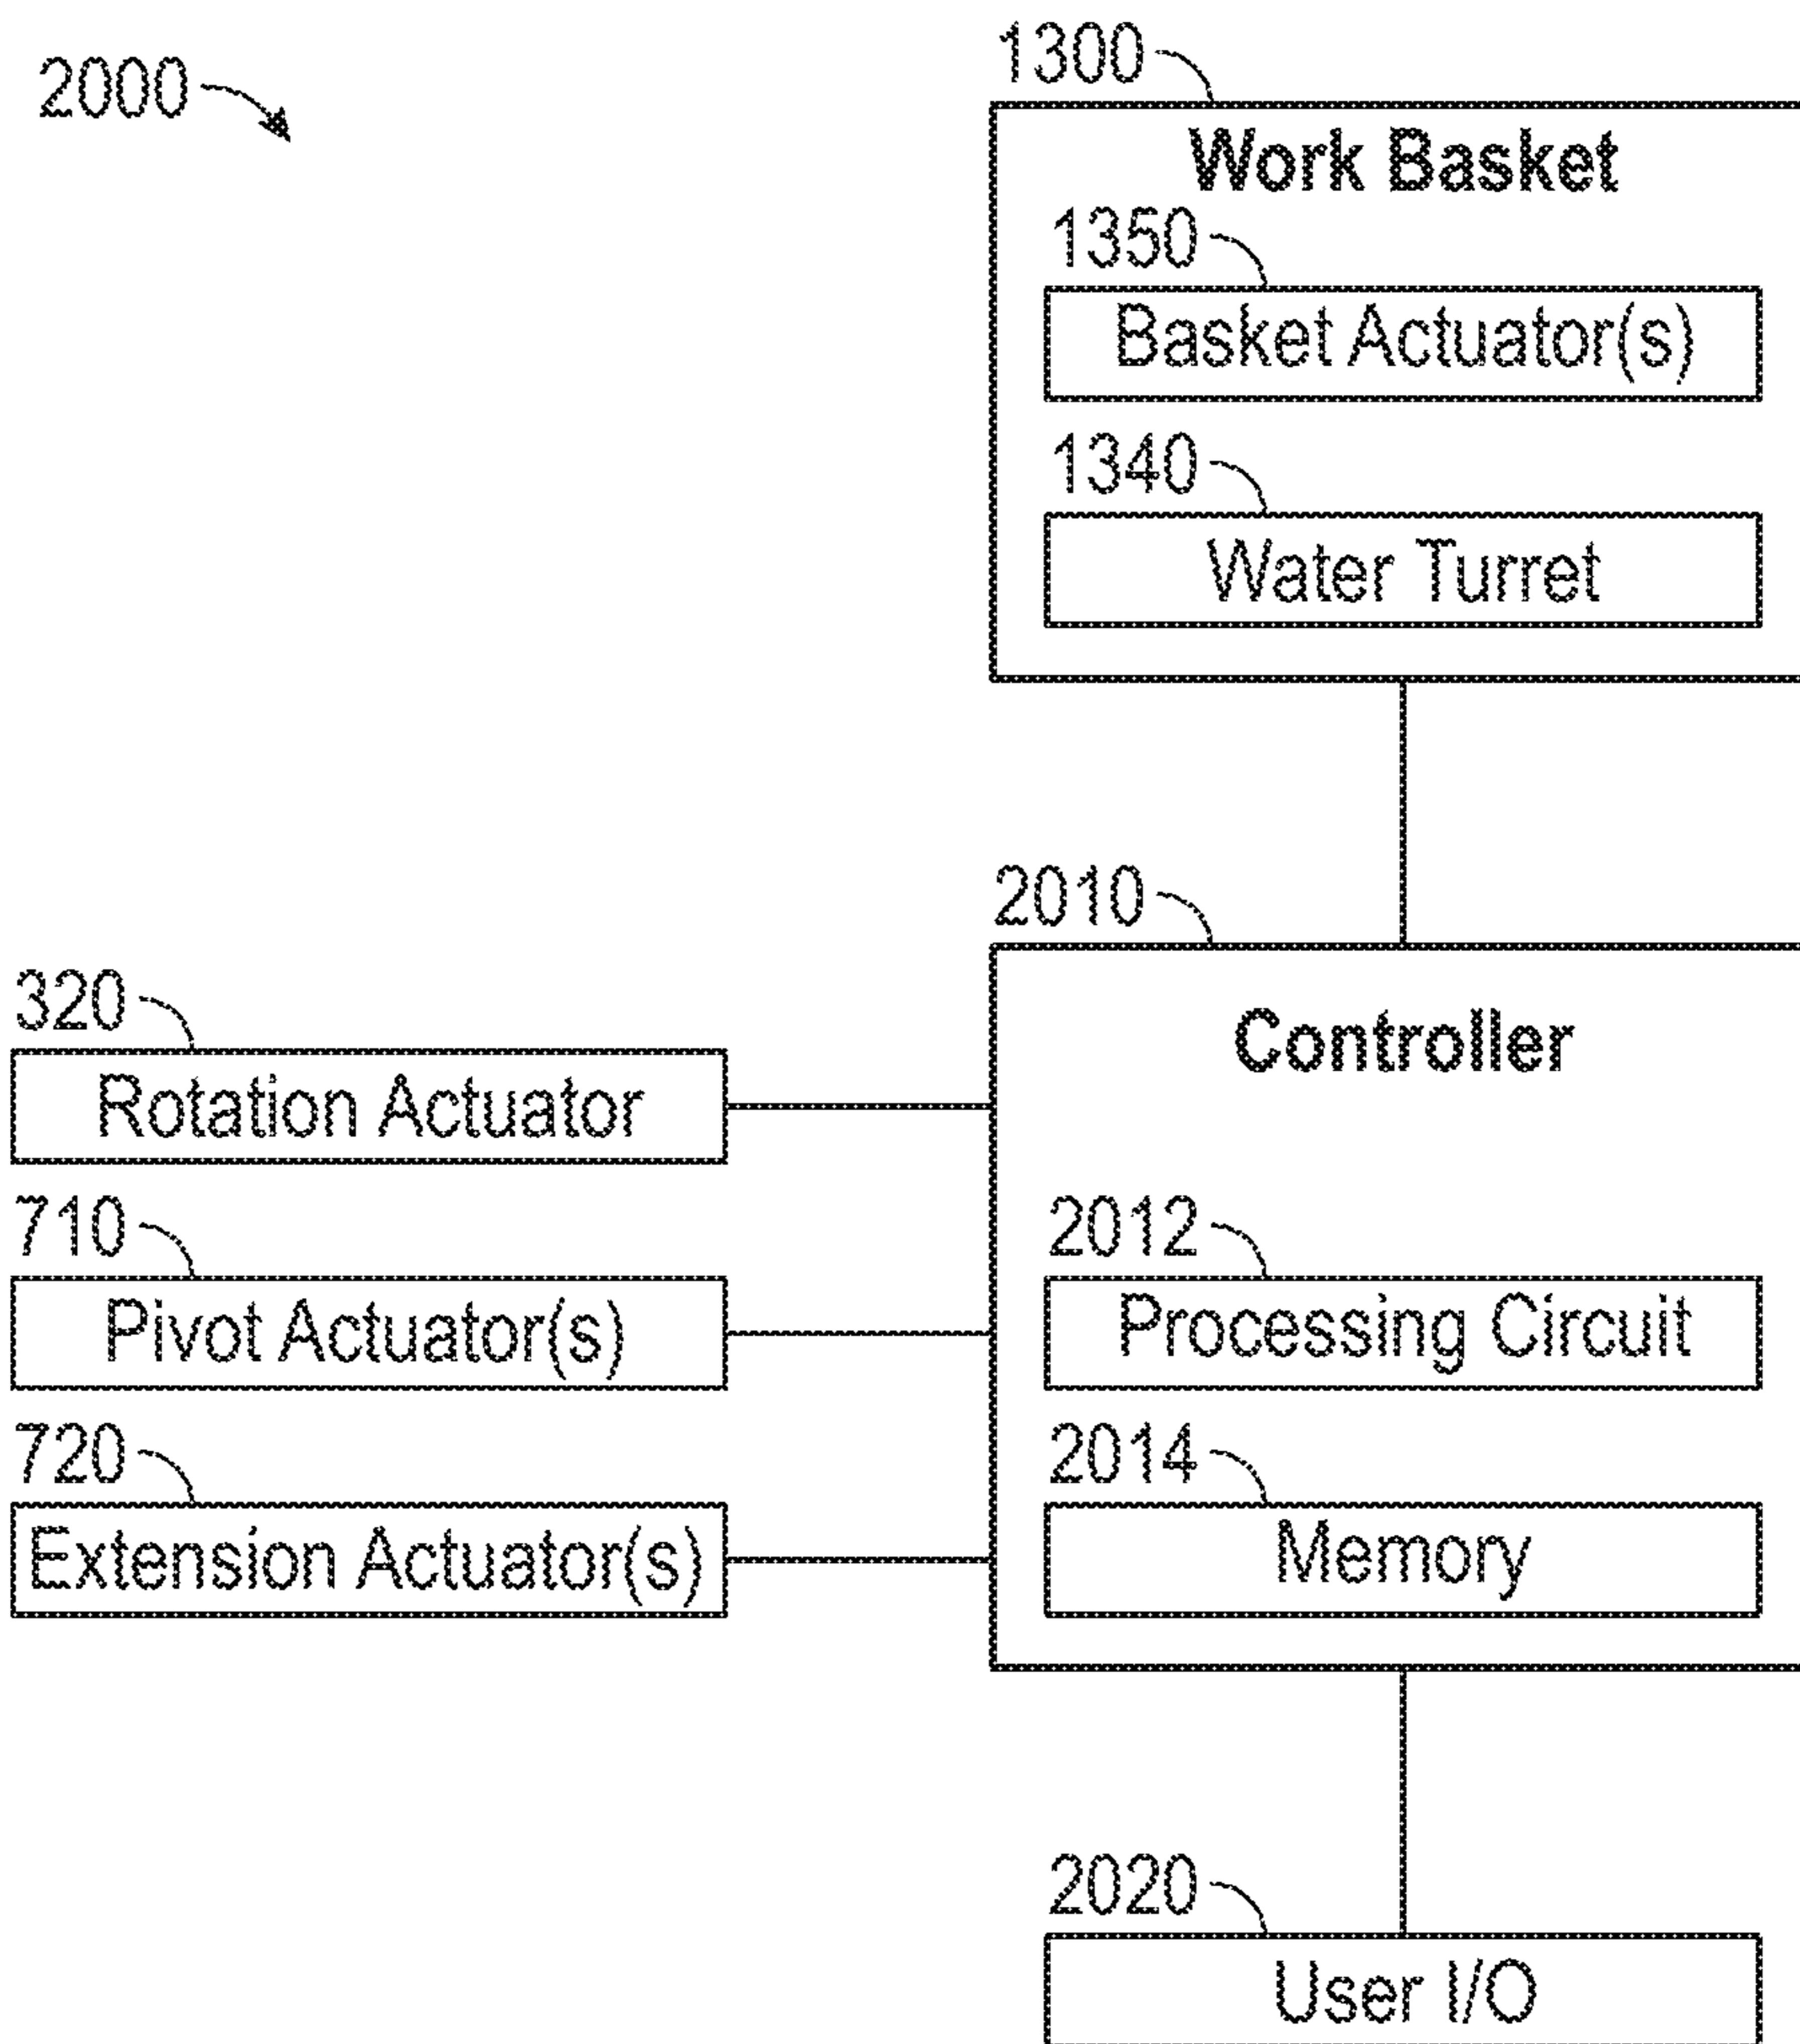 2000
1300
Work Basket
1350
Basket Actuator(s)
1340
Water Turret
2010
Controller
320
Rotation Actuator
710
Pivot Actuator(s)
720
Extension Actuator(s)
2012
Processing Circuit
2014
Memory
2020
User I/O